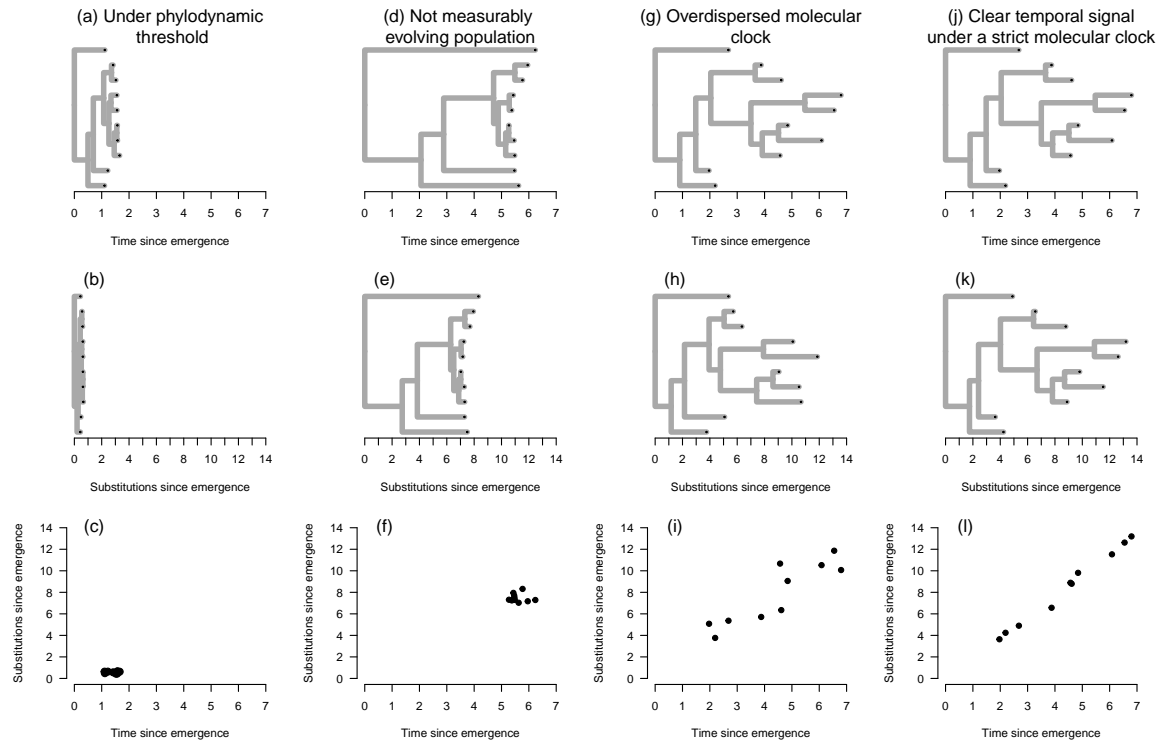 (a) Under phylodynamic
threshold
(d) Not measurably
evolving population
(g) Overdispersed molecular
clock
(j) Clear temporal signal
under a strict molecular clock
0 1 2 3 4 5 6 7
0 1 2 3 4 5 6 7
0 1 2 3 4 5 6 7
0 1 2 3 4 5 6 7
Time since emergence
Time since emergence
Time since emergence
Time since emergence
(b)
(e)
(h)
(k)
0 2 4 6 8 10 12 14
0 2 4 6 8 10 12 14
0 2 4 6 8 10 12 14
0 2 4 6 8 10 12 14
Substitutions since emergence
Substitutions since emergence
Substitutions since emergence
Substitutions since emergence
(c)
Substitutions since emergence
14
12
10
8
6
4
2
0
0 1 2 3 4 5 6 7
Time since emergence
(f)
Substitutions since emergence
14
12
10
8
6
4
2
0
0 1 2 3 4 5 6 7
Time since emergence
(i)
Substitutions since emergence
14
12
10
8
6
4
2
0
0 1 2 3 4 5 6 7
Time since emergence
(l)
Substitutions since emergence
14
12
10
8
6
4
2
0
0 1 2 3 4 5 6 7
Time since emergence